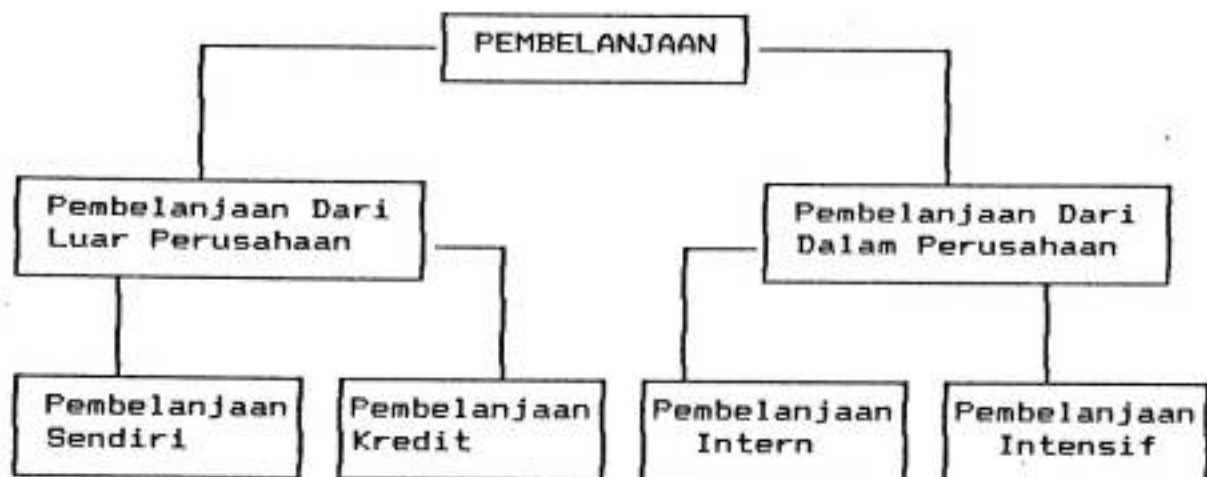 PEMBELANJAAN
Pembelanjaan Dari
Luar Perusahaan
Pembelanjaan Dari
Dalam Perusahaan
Pembelanjaan
Sendiri
Pembelanjaan
Kredit
Pembelanjaan
Intern
Pembelanjaan
Intensif